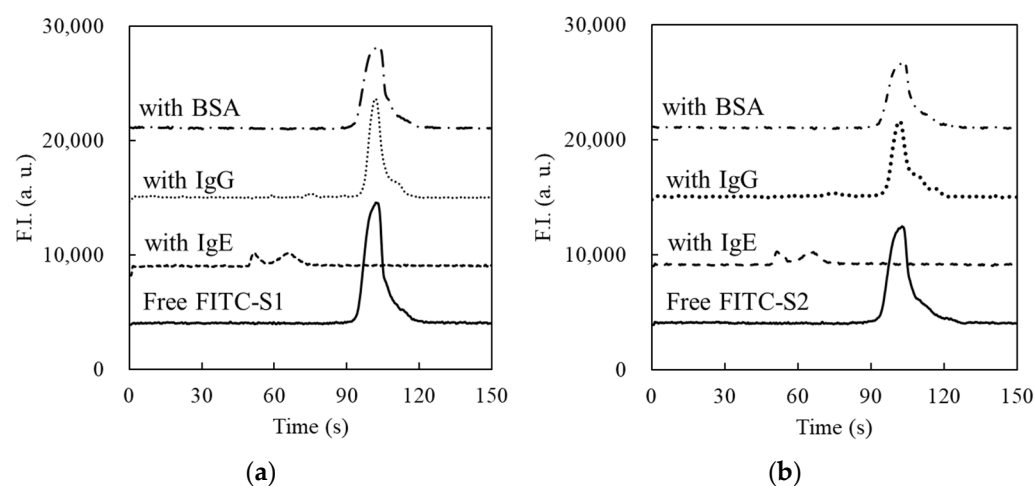 30,000
20,000
10,000
0
F.I. (a. u.)
with BSA
with IgG
with IgE
Free FITC-S1
0 30 60 90 120 150
Time (s)
(a)
30,000
20,000
10,000
0
F.I. (a. u.)
with BSA
with IgG
with IgE
Free FITC-S2
0 30 60 90 120 150
Time (s)
(b)